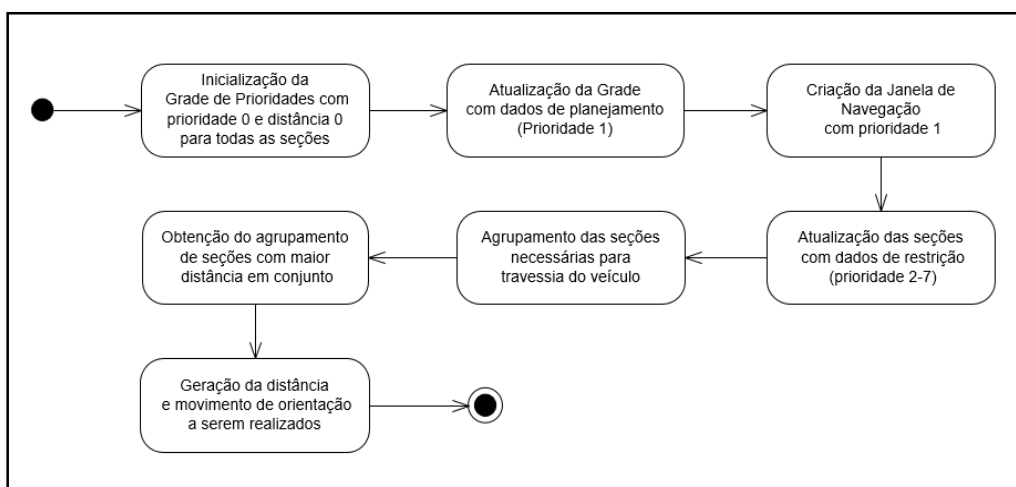 Inicialização da
Grade de Prioridades com
prioridade 0 e distância 0
para todas as seções
Atualização da Grade
com dados de planejamento
(Prioridade 1)
Criação da Janela de
Navegação
com prioridade 1
Atualização das seções
com dados de restrição
(prioridade 2-7)
Agrupamento das seções
necessárias para
travessia do veículo
Obtenção do agrupamento
de seções com maior
distância em conjunto
Geração da distância
e movimento de orientação
a serem realizados